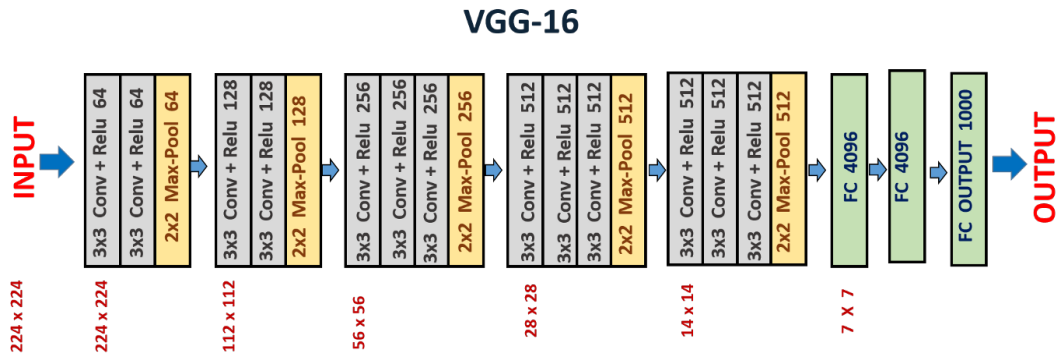 VGG-16
INPUT
3x3 Conv + Relu 64
3x3 Conv + Relu 64
2x2 Max-Pool 64
3x3 Conv + Relu 128
3x3 Conv + Relu 128
2x2 Max-Pool 128
3x3 Conv + Relu 256
3x3 Conv + Relu 256
3x3 Conv + Relu 256
2x2 Max-Pool 256
3x3 Conv + Relu 512
3x3 Conv + Relu 512
3x3 Conv + Relu 512
2x2 Max-Pool 512
3x3 Conv + Relu 512
3x3 Conv + Relu 512
3x3 Conv + Relu 512
2x2 Max-Pool 512
FC 4096
FC 4096
FC OUTPUT 1000
OUTPUT
224 x 224
224 x 224
112 x 112
56 x 56
28 x 28
14 x 14
7 X 7